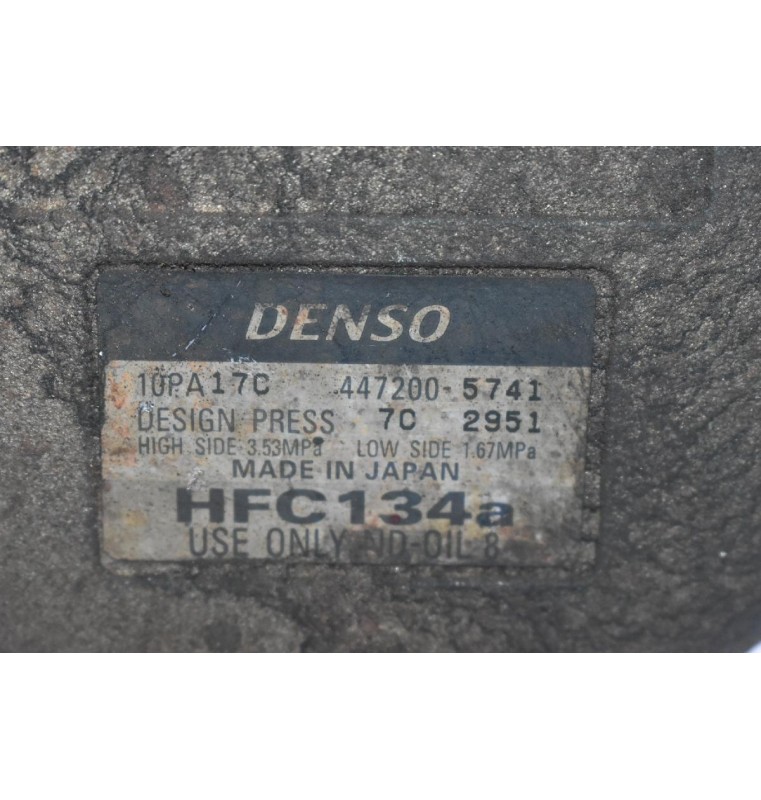 DENSO
10PA17C 447200-5741
DESIGN PRESS 7C 2951
HIGH SIDE 3.53MPa LOW SIDE 1.67MPa
MADE IN JAPAN
HFC134a
USE ONLY ND-OIL 8